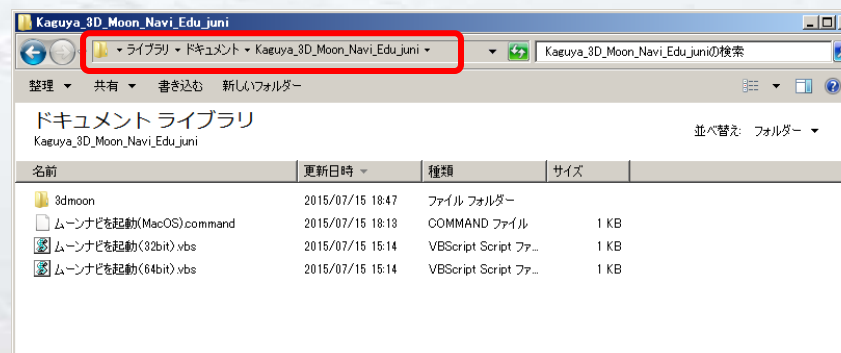 Kaguya_3D_Moon_Navi_Edu_juni
ライブラリ ドキュメント Kaguya_3D_Moon_Navi_Edu_juni Kaguya_3D_Moon_Navi_Edu_juniの検索
整理 共有 書き込む 新しいフォルダー
ドキュメント ライブラリ
Kaguya_3D_Moon_Navi_Edu_juni
並べ替え: フォルダー
名前 更新日時 種類 サイズ
3dmoon 2015/07/15 18:47 ファイル フォルダー
ムーンナビを起動(MacOS).command 2015/07/15 18:13 COMMAND ファイル 1 KB
ムーンナビを起動(32bit).vbs 2015/07/15 15:14 VBScript Script ファ... 1 KB
ムーンナビを起動(64bit).vbs 2015/07/15 15:14 VBScript Script ファ... 1 KB